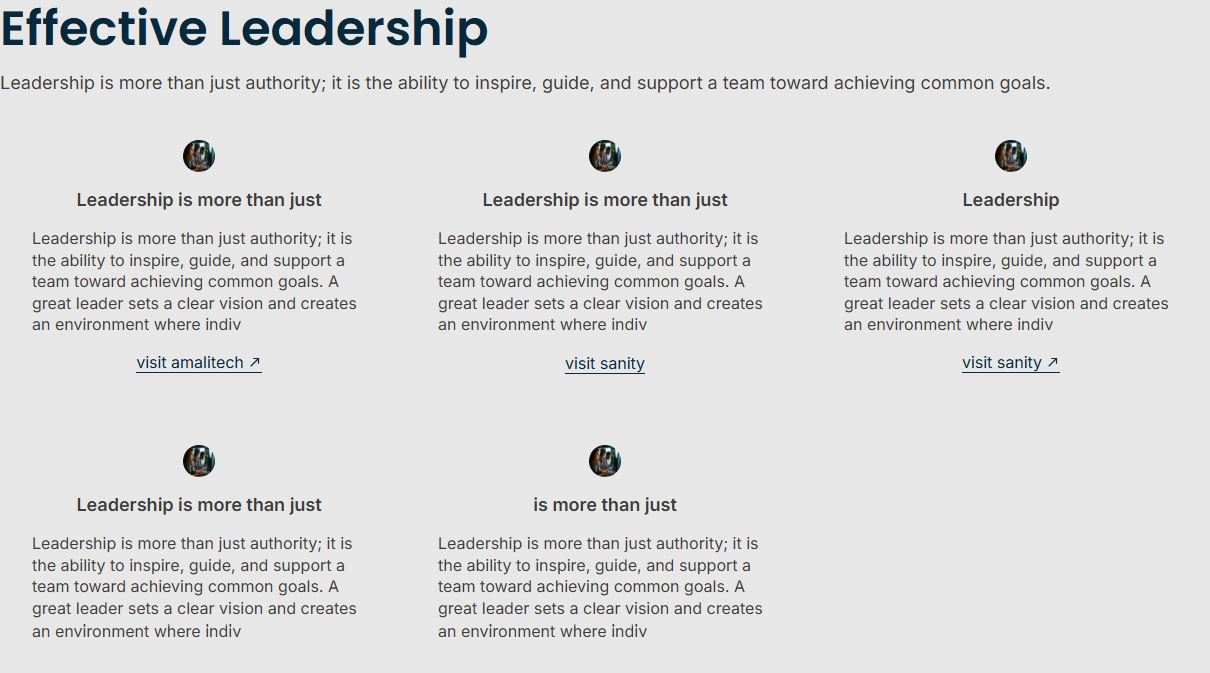 Effective Leadership
Leadership is more than just authority; it is the ability to inspire, guide, and support a team toward achieving common goals.
Leadership is more than just
Leadership is more than just authority; it is
the ability to inspire, guide, and support a
team toward achieving common goals. A
great leader sets a clear vision and creates
an environment where indiv
visit amalitech ↗
Leadership is more than just
Leadership is more than just authority; it is
the ability to inspire, guide, and support a
team toward achieving common goals. A
great leader sets a clear vision and creates
an environment where indiv
visit sanity
Leadership
Leadership is more than just authority; it is
the ability to inspire, guide, and support a
team toward achieving common goals. A
great leader sets a clear vision and creates
an environment where indiv
visit sanity ↗
Leadership is more than just
Leadership is more than just authority; it is
the ability to inspire, guide, and support a
team toward achieving common goals. A
great leader sets a clear vision and creates
an environment where indiv
is more than just
Leadership is more than just authority; it is
the ability to inspire, guide, and support a
team toward achieving common goals. A
great leader sets a clear vision and creates
an environment where indiv